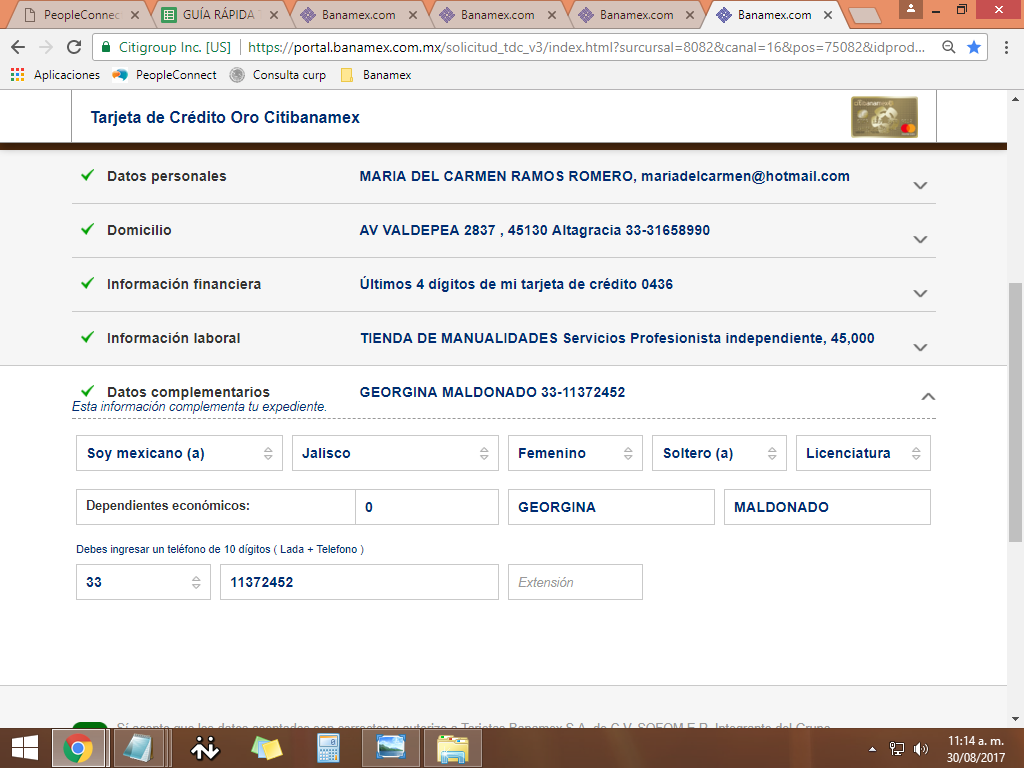 PeopleConnec
GUÍA RÁPIDA
Banamex.com
Banamex.com
Banamex.com
Banamex.com
Citigroup Inc. [US]
https://portal.banamex.com.mx/solicitud_tdc_v3/index.html?sursursal=8082&canal=16&pos=75082&idprod...
Aplicaciones
PeopleConnect
Consulta curp
Banamex
Tarjeta de Crédito Oro Citibanamex
Datos personales MARIA DEL CARMEN RAMOS ROMERO, mariadelcarmen@hotmail.com
Domicilio AV VALDEPEA 2837 , 45130 Altagracia 33-31658990
Información financiera Últimos 4 dígitos de mi tarjeta de crédito 0436
Información laboral TIENDA DE MANUALIDADES Servicios Profesionista independiente, 45,000
Datos complementarios GEORGINA MALDONADO 33-11372452
Esta información complementa tu expediente.
Soy mexicano (a) Jalisco Femenino Soltero (a) Licenciatura
Dependientes económicos: 0 GEORGINA MALDONADO
Debes ingresar un teléfono de 10 dígitos ( Lada + Telefono )
33 11372452 Extensión
Sí acepto que los datos aceptados son correctos y autorizo a Tarjetas Banamex S.A. de C.V. SOFOM E.R. Integrante del Grupo
11:14 a. m.
30/08/2017